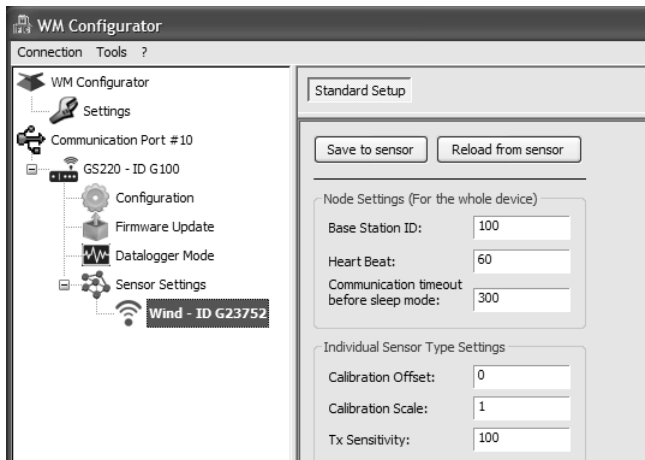 WM Configurator
Connection Tools ?
WM Configurator
Settings
Communication Port #10
GS220 - ID G100
Configuration
Firmware Update
Datalogger Mode
Sensor Settings
Wind - ID G23752
Standard Setup
Save to sensor Reload from sensor
Node Settings (For the whole device)
Base Station ID: 100
Heart Beat: 60
Communication timeout
before sleep mode: 300
Individual Sensor Type Settings
Calibration Offset: 0
Calibration Scale: 1
Tx Sensitivity: 100